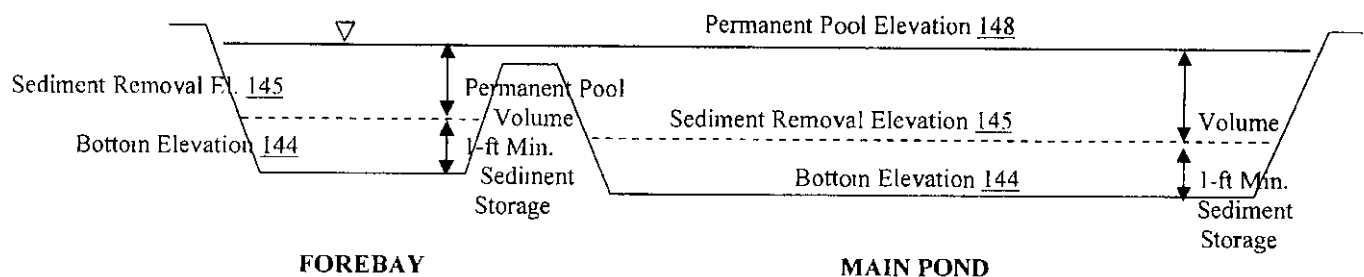 Permanent Pool Elevation 148
Sediment Removal El. 145
Permanent Pool
Volume
Sediment Removal Elevation 145
Volume
Bottom Elevation 144
1-ft Min.
Sediment
Storage
Bottom Elevation 144
1-ft Min.
Sediment
Storage
FOREBAY
MAIN POND